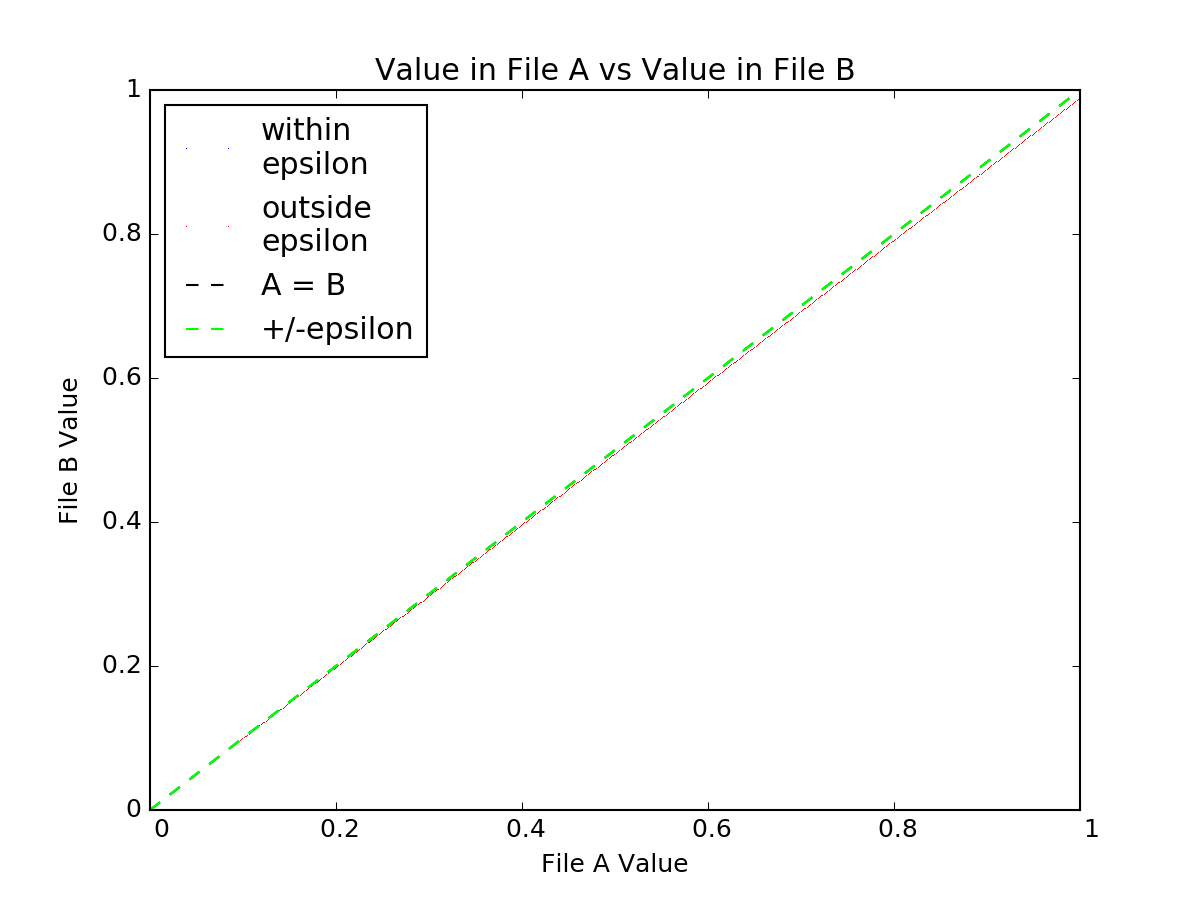 Value in File A vs Value in File B
1
within
epsilon
outside
epsilon
A = B
+/-epsilon
0.8
0.6
0.4
0.2
0
File B Value
0 0.2 0.4 0.6 0.8 1
File A Value